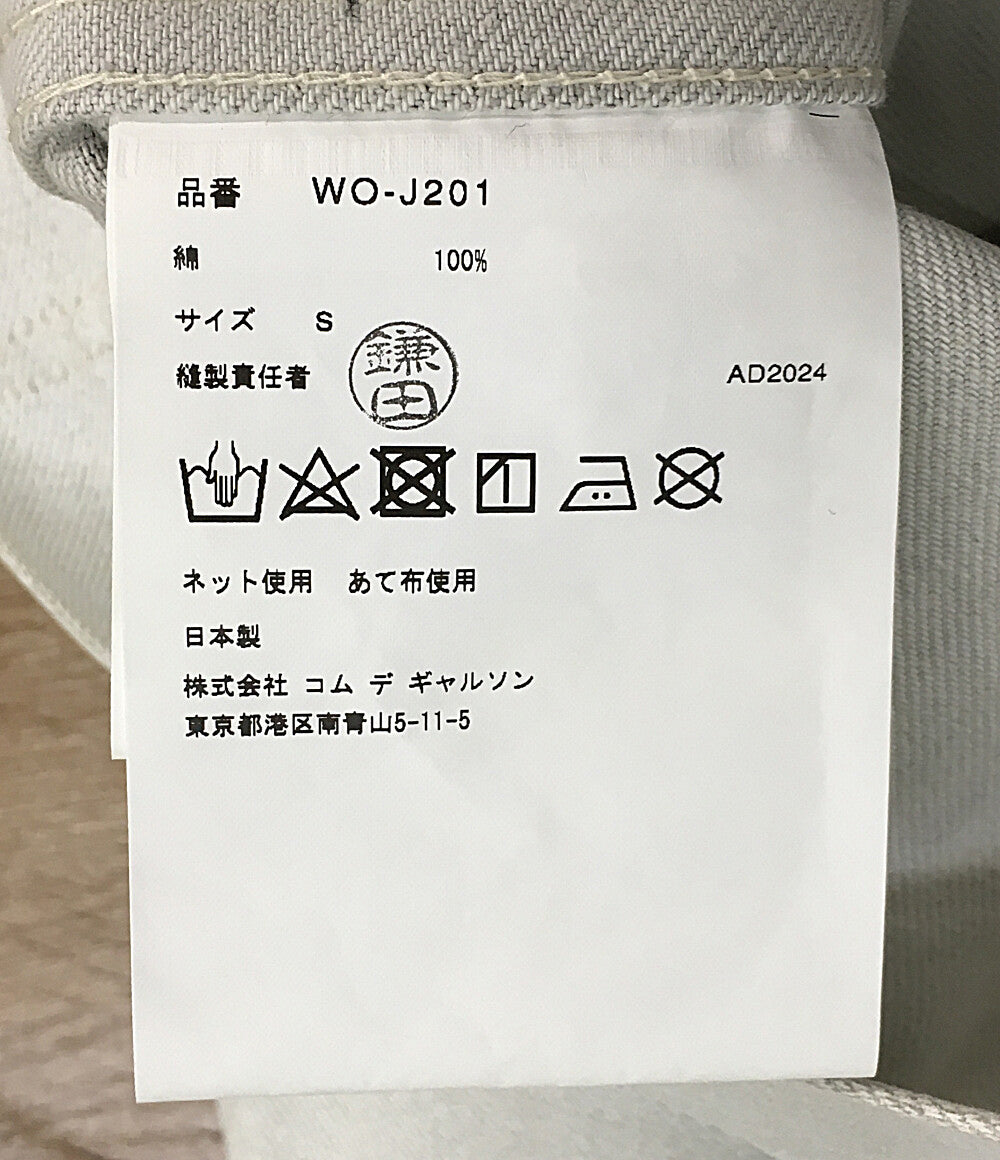 品番 WO-J201
綿 100%
サイズ S
縫製責任者 鎌田 AD2024
ネット使用 あて布使用
日本製
株式会社 コム デ ギャルソン
東京都港区南青山5-11-5